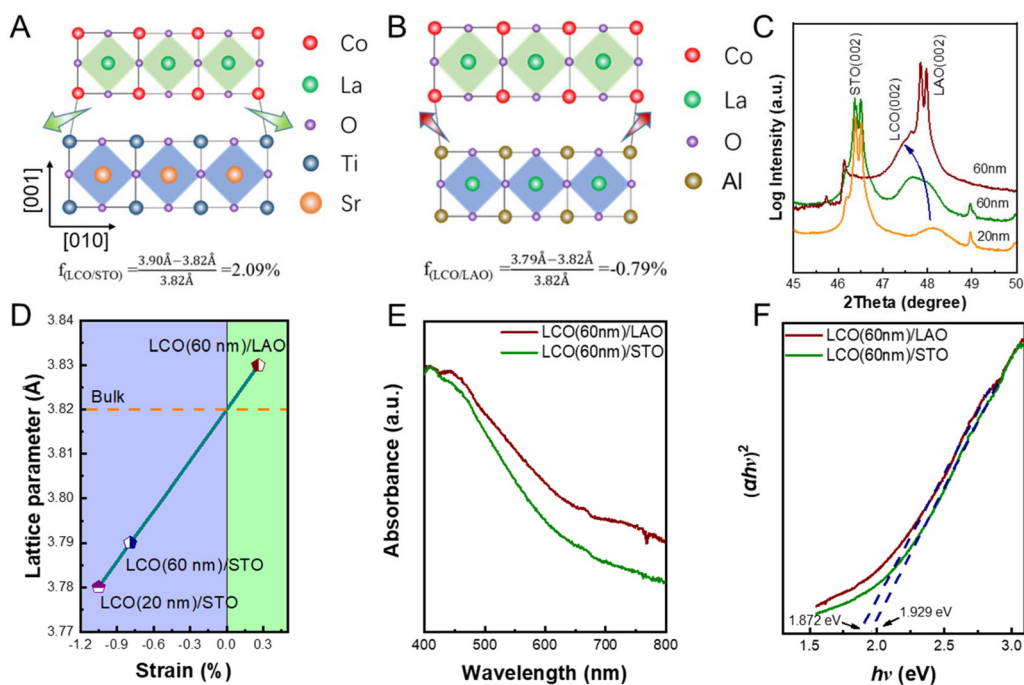 A
Co
La
O
Ti
Sr
[001]
[010]
f(LCO/STO) = (3.90Å−3.82Å)/3.82Å = 2.09%
B
Co
La
O
Al
f(LCO/LAO) = (3.79Å−3.82Å)/3.82Å = -0.79%
C
Log Intensity (a.u.)
STO(002)
LCO(002)
LAO(002)
60nm
60nm
20nm
45 46 47 48 49 50
2Theta (degree)
D
Lattice parameter (Å)
3.84
3.83
3.82
3.81
3.80
3.79
3.78
3.77
LCO(60 nm)/LAO
Bulk
LCO(60 nm)/STO
LCO(20 nm)/STO
-1.2 -0.9 -0.6 -0.3 0.0 0.3
Strain (%)
E
LCO(60nm)/LAO
LCO(60nm)/STO
Absorbance (a.u.)
400 500 600 700 800
Wavelength (nm)
F
LCO(60nm)/LAO
LCO(60nm)/STO
(αhν)²
1.872 eV
1.929 eV
1.5 2.0 2.5 3.0
hν (eV)